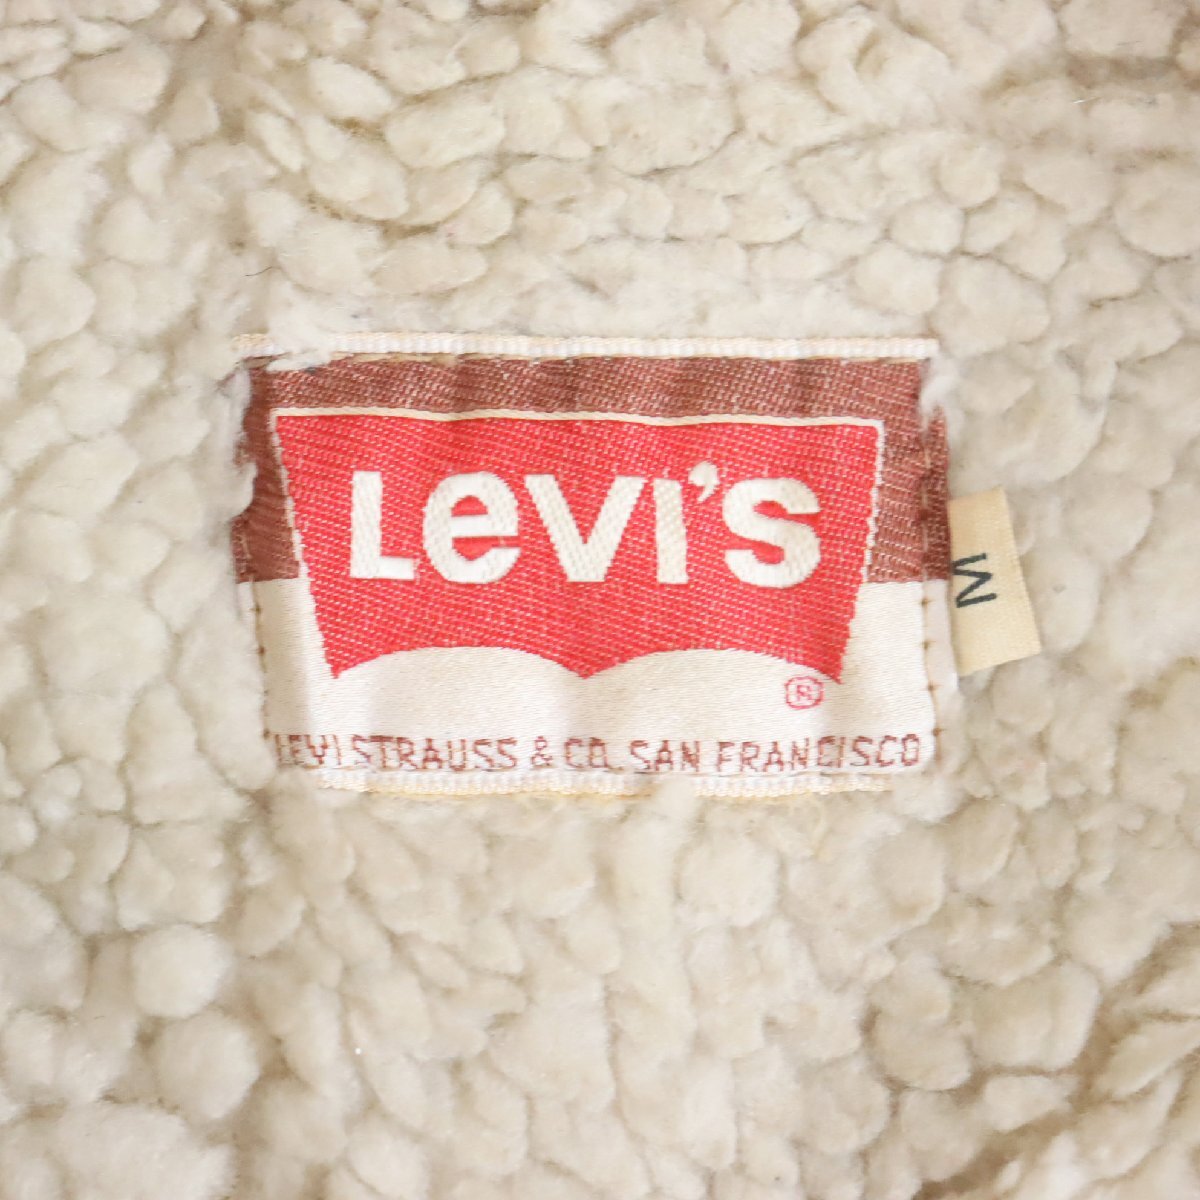 Levi's
®
LEVI STRAUSS & CO. SAN FRANCISCO
M